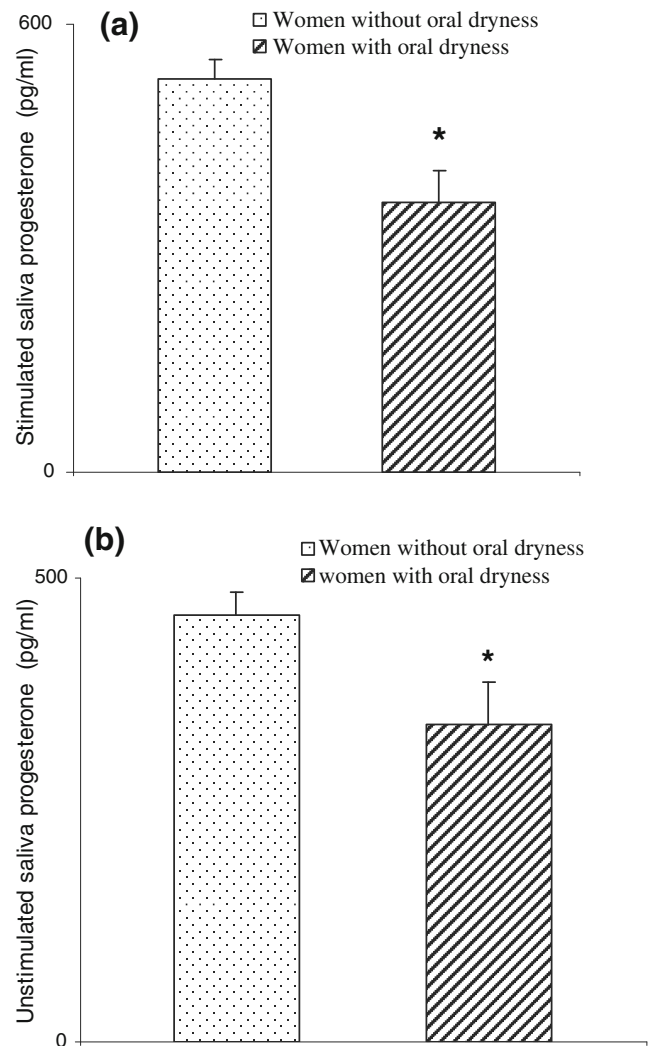 (a)
Women without oral dryness
Women with oral dryness
600
Stimulated saliva progesterone (pg/ml)
*
0
(b)
Women without oral dryness
women with oral dryness
500
Unstimulated saliva progesterone (pg/ml)
*
0